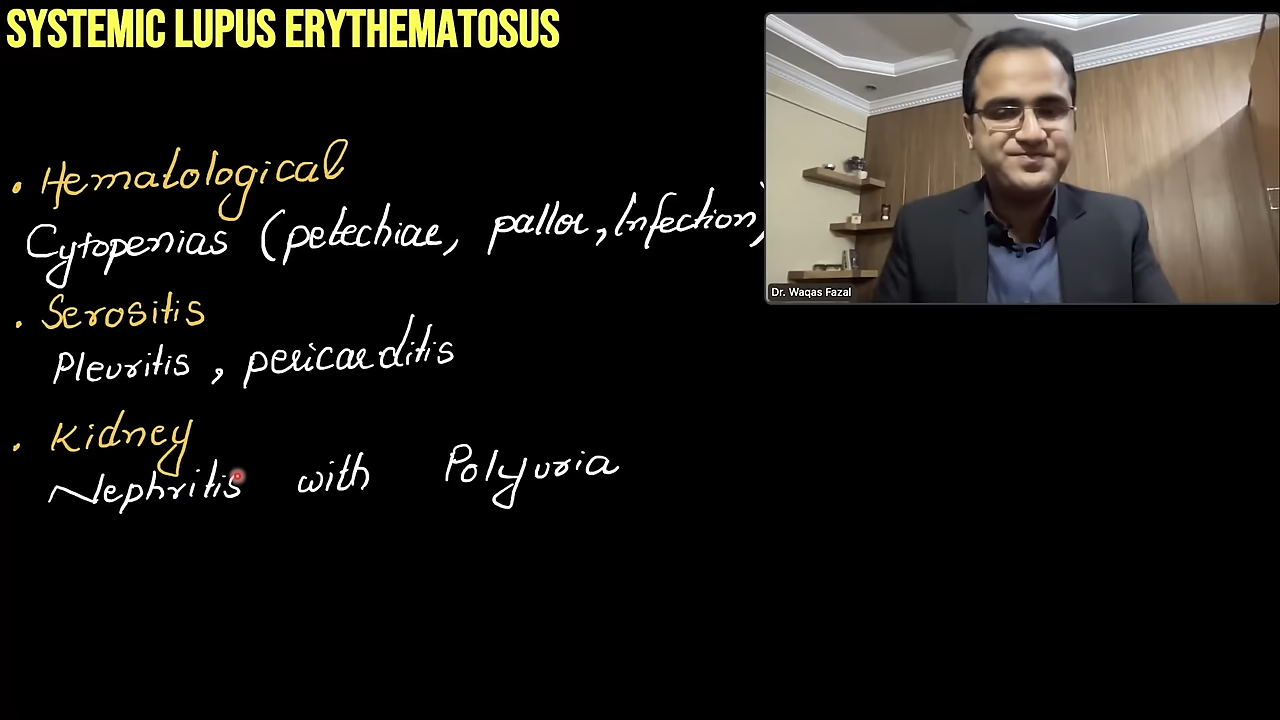 SYSTEMIC LUPUS ERYTHEMATOSUS
. Hematological
Cytopenias (petechiae, pallor, Infection)
. Serositis
Pleuritis, pericarditis
. Kidney
Nephritis with Polyuria
Dr. Waqas Fazal